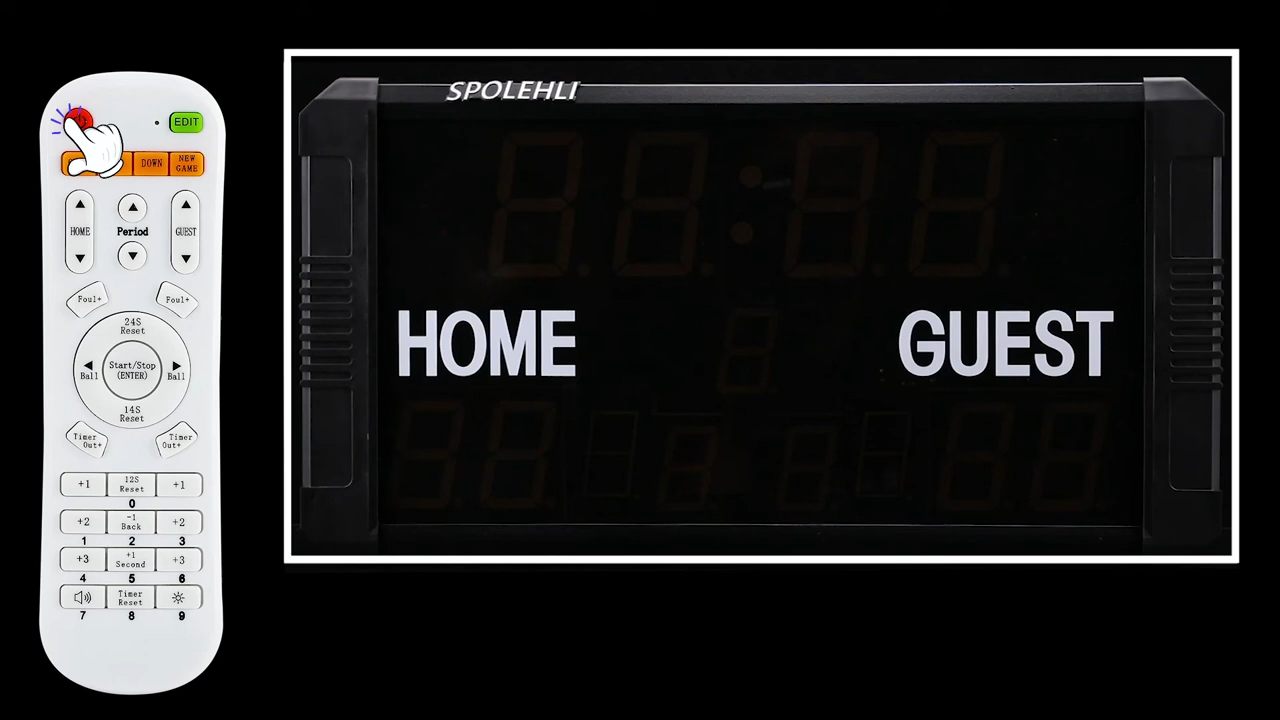 SPOLEHLI
EDIT
DOWN
NEW
GAME
HOME
Period
GUEST
Foul+
Foul+
24S
Reset
Ball
Start/Stop
(ENTER)
Ball
14S
Reset
Timer
Out+
Timer
Out+
+1
12S
Reset
+1
0
+2
-1
Back
+2
1
2
3
+3
+1
Second
+3
4
5
6
Timer
Reset
7
8
9
HOME
GUEST